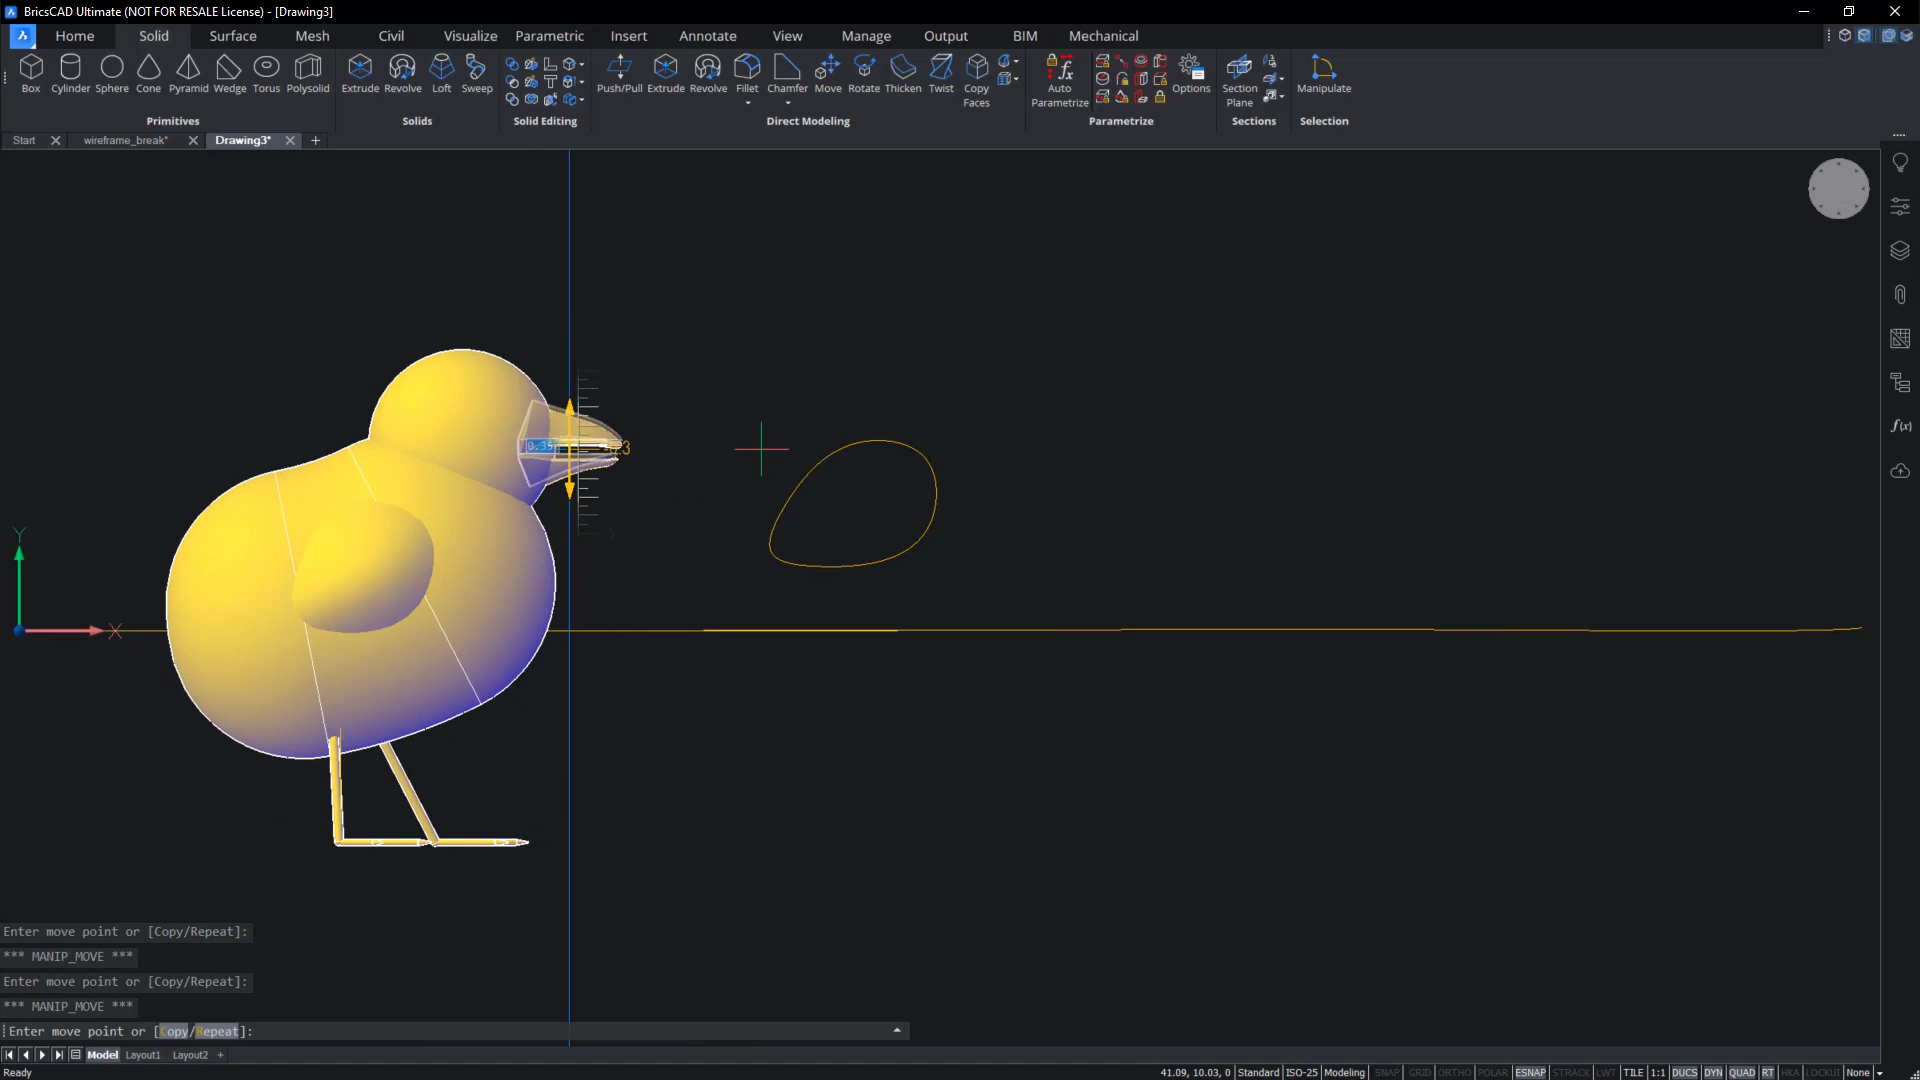 BricsCAD Ultimate (NOT FOR RESALE License) - [Drawing3]
Home Solid Surface Mesh Civil Visualize Parametric Insert Annotate View Manage Output BIM Mechanical
Box Cylinder Sphere Cone Pyramid Wedge Torus Polysolid Extrude Revolve Loft Sweep Push/Pull Extrude Revolve Fillet Chamfer Move Rotate Thicken Twist Copy Faces Auto Parametrize Options Section Plane Manipulate
Primitives Solids Solid Editing Direct Modeling Parametrize Sections Selection
Start wireframe_break* Drawing3*
f(x)
0.35
Y
X
Enter move point or [Copy/Repeat]:
*** MANIP_MOVE ***
Enter move point or [Copy/Repeat]:
*** MANIP_MOVE ***
Enter move point or [Copy/Repeat]:
Model Layout1 Layout2 +
Ready 41.09, 10.03, 0 Standard ISO-25 Modeling SNAP GRID ORTHO POLAR ESNAP STRACK LWT TILE 1:1 DUCS DYN QUAD RT HKA LOCKUI None